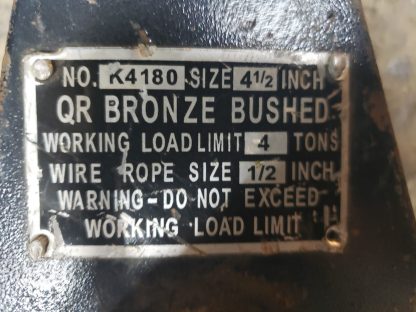 NO. K4180 SIZE 4 1/2 INCH
QR BRONZE BUSHED
WORKING LOAD LIMIT 4 TONS
WIRE ROPE SIZE 1/2 INCH
WARNING-DO NOT EXCEED
WORKING LOAD LIMIT